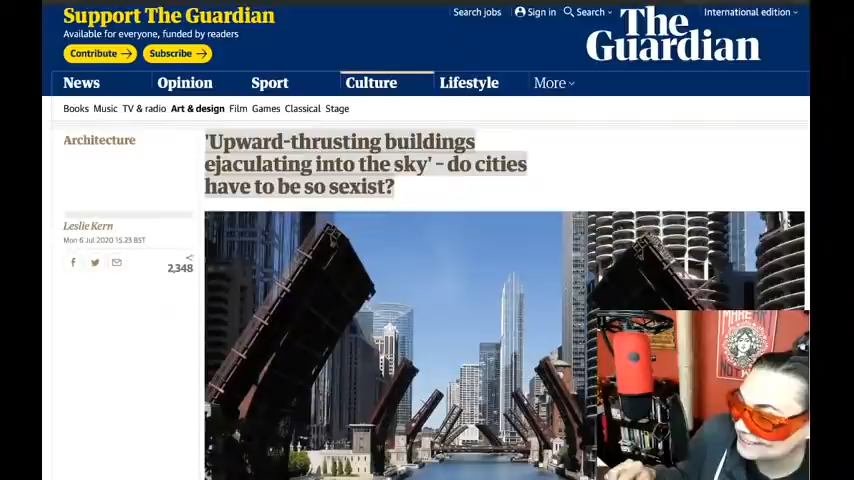 Support The Guardian
Available for everyone, funded by readers
Contribute →
Subscribe →
Search jobs
Sign in
Search
International edition
The
Guardian
News
Opinion
Sport
Culture
Lifestyle
More
Books Music TV & radio Art & design Film Games Classical Stage
Architecture
'Upward-thrusting buildings
ejaculating into the sky' – do cities
have to be so sexist?
Leslie Kern
Mon 6 Jul 2020 15.23 BST
2,348
MAKE ART
NOT